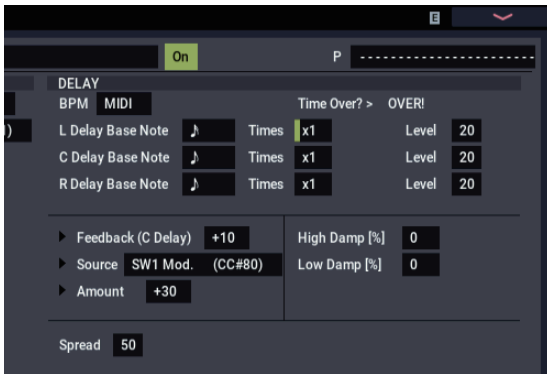 E
On P -----------------------
DELAY
BPM MIDI Time Over? > OVER!
L Delay Base Note ♪ Times x1 Level 20
C Delay Base Note ♪ Times x1 Level 20
R Delay Base Note ♪ Times x1 Level 20
Feedback (C Delay) +10 High Damp [%] 0
Source SW1 Mod. (CC#80) Low Damp [%] 0
Amount +30
Spread 50